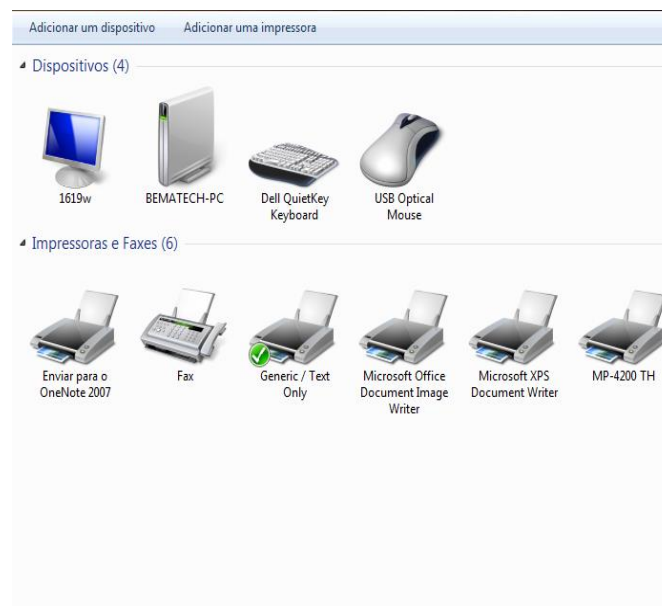 Adicionar um dispositivo Adicionar uma impressora
Dispositivos (4)
1619w
BEMATECH-PC
Dell QuietKey
Keyboard
USB Optical
Mouse
Impressoras e Faxes (6)
Enviar para o
OneNote 2007
Fax
Generic / Text
Only
Microsoft Office
Document Image
Writer
Microsoft XPS
Document Writer
MP-4200 TH